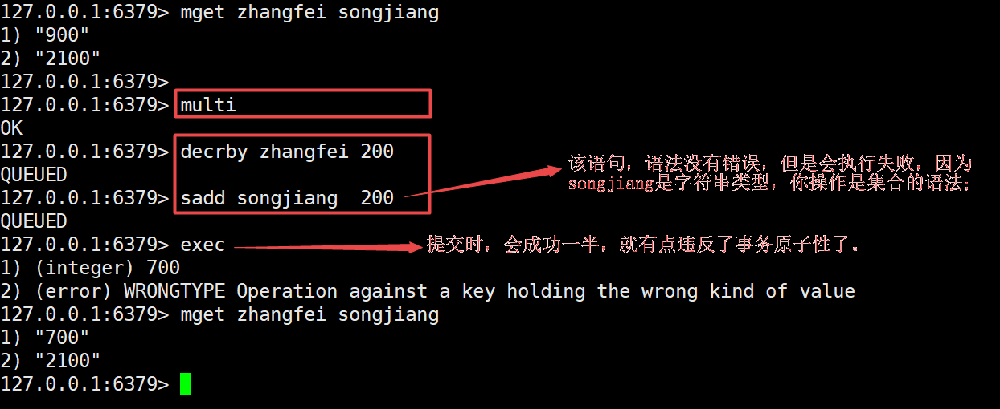 127.0.0.1:6379> mget zhangfei songjiang
1) "900"
2) "2100"
127.0.0.1:6379>
127.0.0.1:6379> multi
OK
127.0.0.1:6379> decrby zhangfei 200
QUEUED
该语句，语法没有错误，但是会执行失败，因为
songjiang是字符串类型，你操作是集合的语法；
127.0.0.1:6379> sadd songjiang  200
QUEUED
127.0.0.1:6379> exec
提交时，会成功一半，就有点违反了事务原子性了。
1) (integer) 700
2) (error) WRONGTYPE Operation against a key holding the wrong kind of value
127.0.0.1:6379> mget zhangfei songjiang
1) "700"
2) "2100"
127.0.0.1:6379>